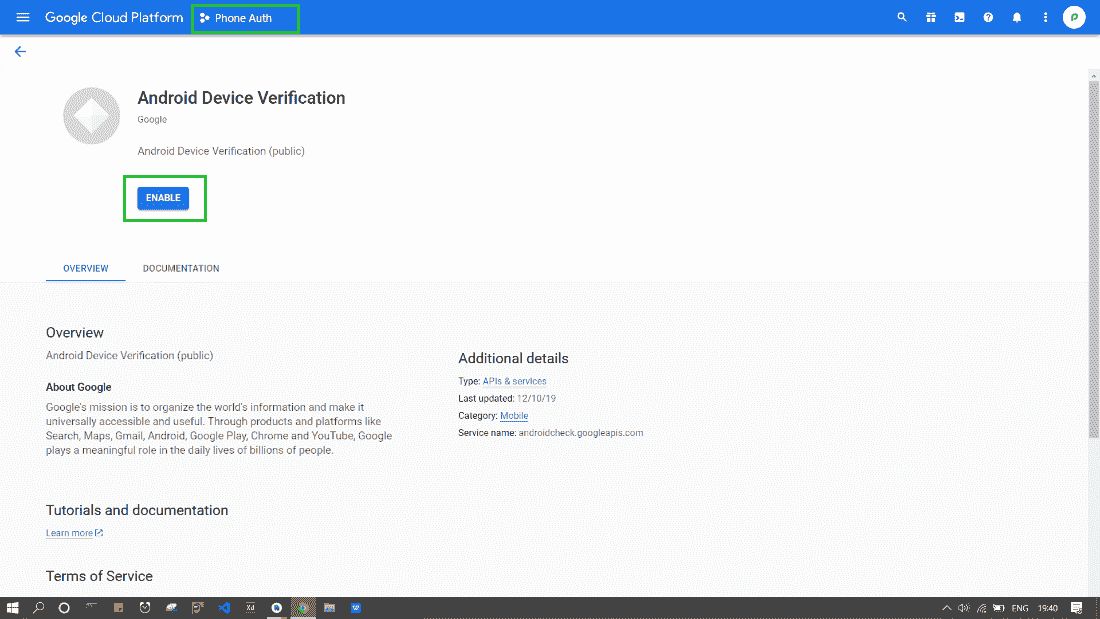 Google Cloud Platform Phone Auth
Android Device Verification
Google
Android Device Verification (public)
ENABLE
OVERVIEW DOCUMENTATION
Overview
Android Device Verification (public)
About Google
Google's mission is to organize the world's information and make it
universally accessible and useful. Through products and platforms like
Search, Maps, Gmail, Android, Google Play, Chrome and YouTube, Google
plays a meaningful role in the daily lives of billions of people.
Additional details
Type: APIs & services
Last updated: 12/10/19
Category: Mobile
Service name: androidcheck.googleapis.com
Tutorials and documentation
Learn more
Terms of Service
Xd
ENG 19:40